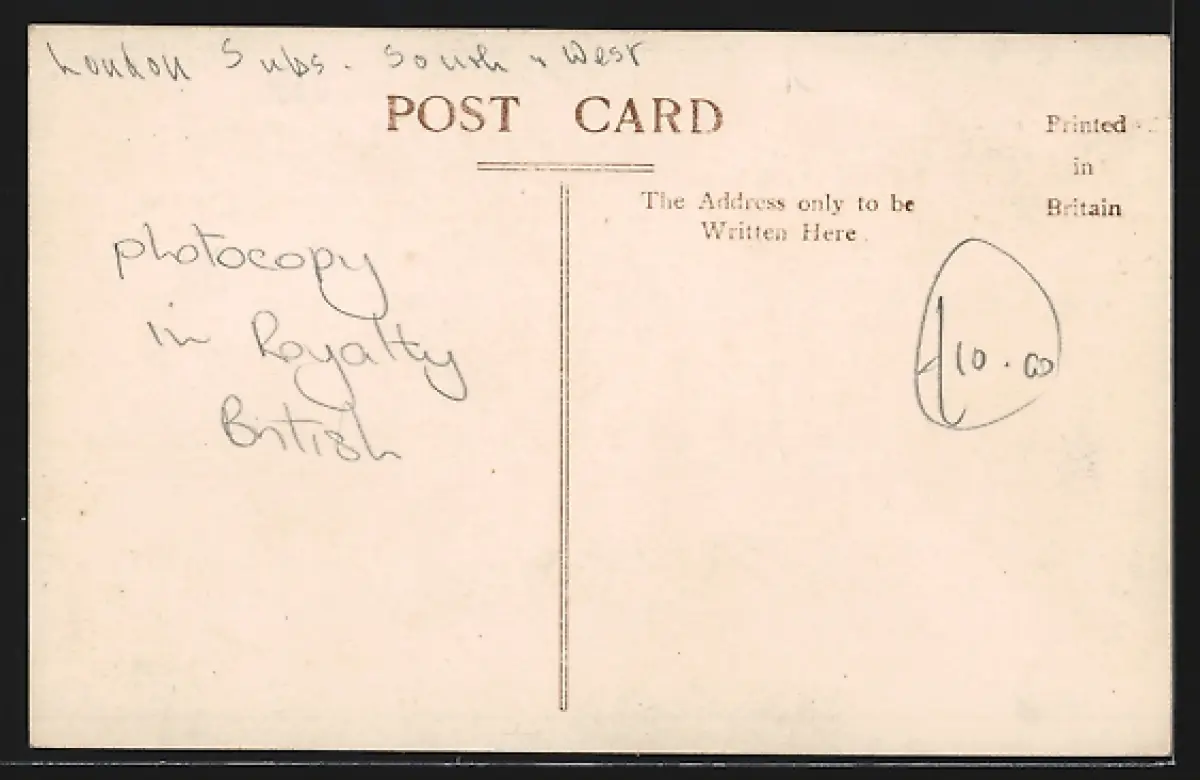 London Subs. South & West
POST CARD
Printed
in
Britain
The Address only to be
Written Here.
photocopy
in Royalty
British
£10.00